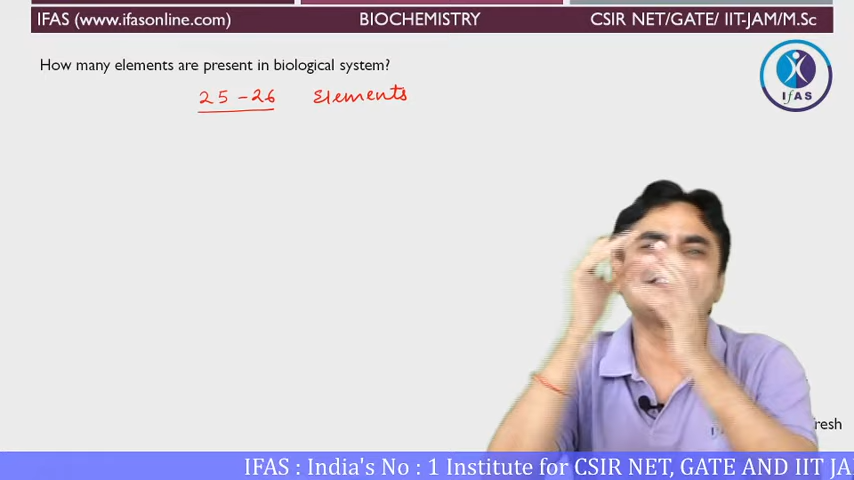 IFAS (www.ifasonline.com) BIOCHEMISTRY CSIR NET/GATE/ IIT-JAM/M.Sc
How many elements are present in biological system?
25-26 Elements
IfAS
resh
IFAS : India's No : 1 Institute for CSIR NET, GATE AND IIT JA